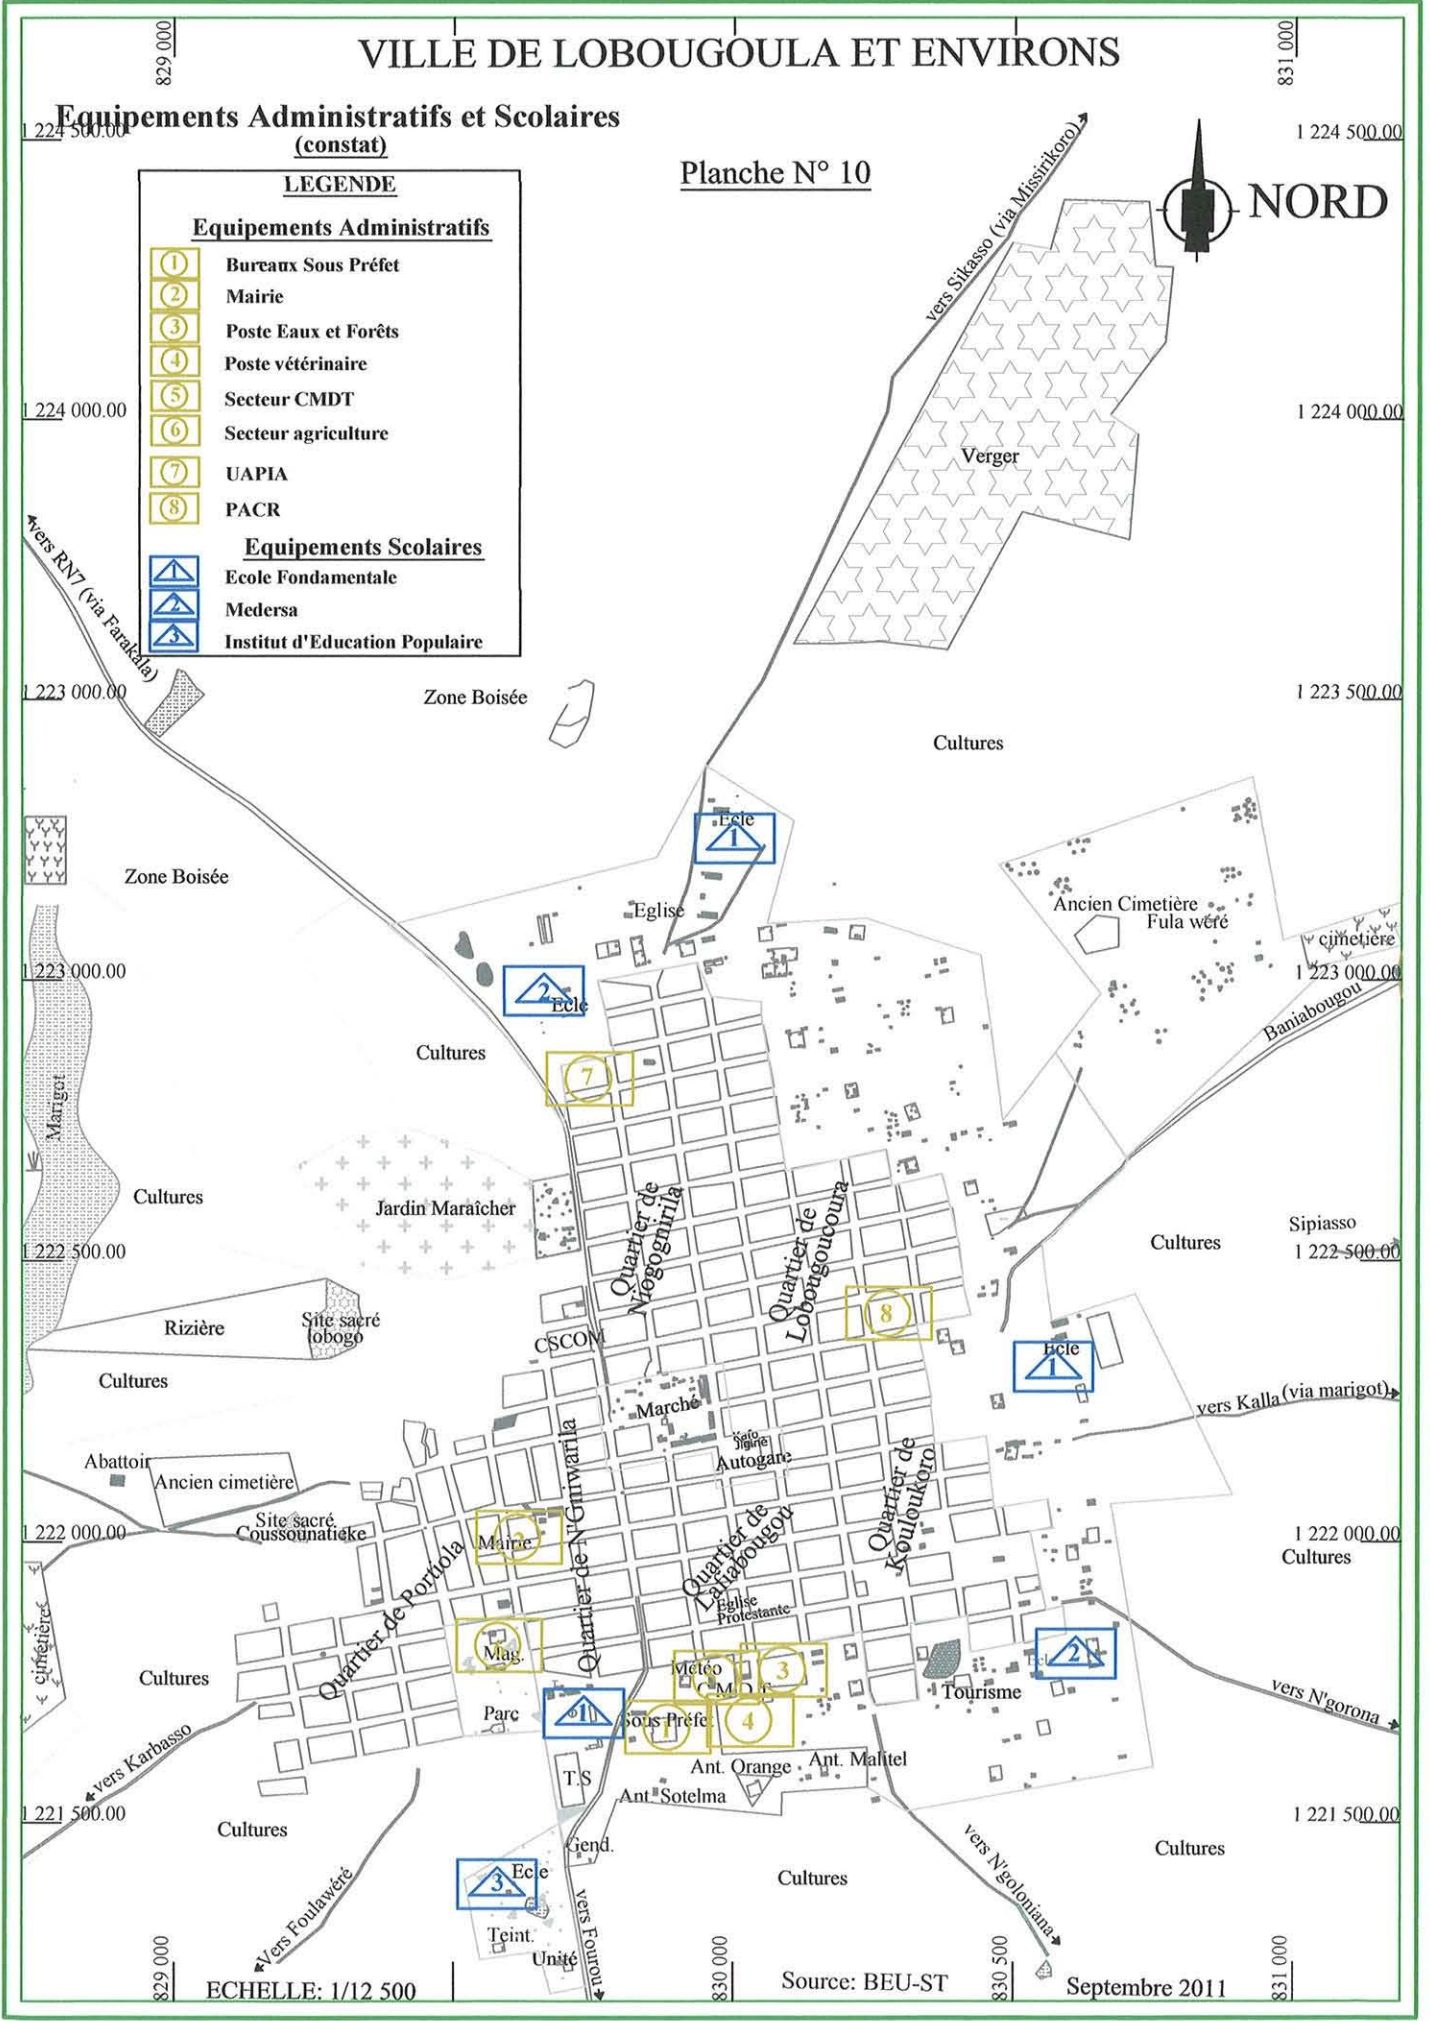 829 000
831 000
VILLE DE LOBOUGOULA ET ENVIRONS
Equipements Administratifs et Scolaires
(constat)
1 224 500.00
1 224 500.00
Planche N° 10
NORD
LEGENDE
Equipements Administratifs
1 Bureaux Sous Préfet
2 Mairie
3 Poste Eaux et Forêts
4 Poste vétérinaire
5 Secteur CMDT
6 Secteur agriculture
7 UAPIA
8 PACR
Equipements Scolaires
1 Ecole Fondamentale
2 Medersa
3 Institut d'Education Populaire
vers Sikasso (via Missirikoro)
1 224 000.00
1 224 000.00
Verger
vers RN7 (via Farakala)
1 223 000.00
Zone Boisée
1 223 500.00
Cultures
Ecle
1
Zone Boisée
Eglise
Ancien Cimetière
Fula wéré
cimetière
1 223 000.00
1 223 000.00
2
Ecle
Baniabougou
Cultures
7
Marigot
Cultures
Jardin Maraîcher
Quartier de
Niogognirila
Quartier de
Lobougoucoura
Sipiasso
Cultures
1 222 500.00
1 222 500.00
8
Rizière
Site sacré
lobogo
CSCOM
Ecle
1
Cultures
Marché
vers Kalla (via marigot)
Autogare
Abattoir
Ancien cimetière
Quartier de N'Gniwarila
Quartier de
Kouloukoro
Site sacré
Coussounatieke
1 222 000.00
1 222 000.00
Mairie
2
Quartier de
Lafiabougou
Cultures
Quartier de Portiola
Eglise
Protestante
cimetière
Mag.
Cultures
Météo
C.M.D.T
3
2
Tourisme
vers N'gorona
Parc
1
Sous Préfet
1
4
vers Karbasso
T.S
Ant. Orange
Ant. Malitel
Ant. Sotelma
1 221 500.00
1 221 500.00
Cultures
Gend.
vers N'goloniana
Cultures
Ecle
3
Cultures
Vers Foulawéré
Teint.
Unité
vers Fourou
829 000
830 000
830 500
831 000
ECHELLE: 1/12 500
Source: BEU-ST
Septembre 2011